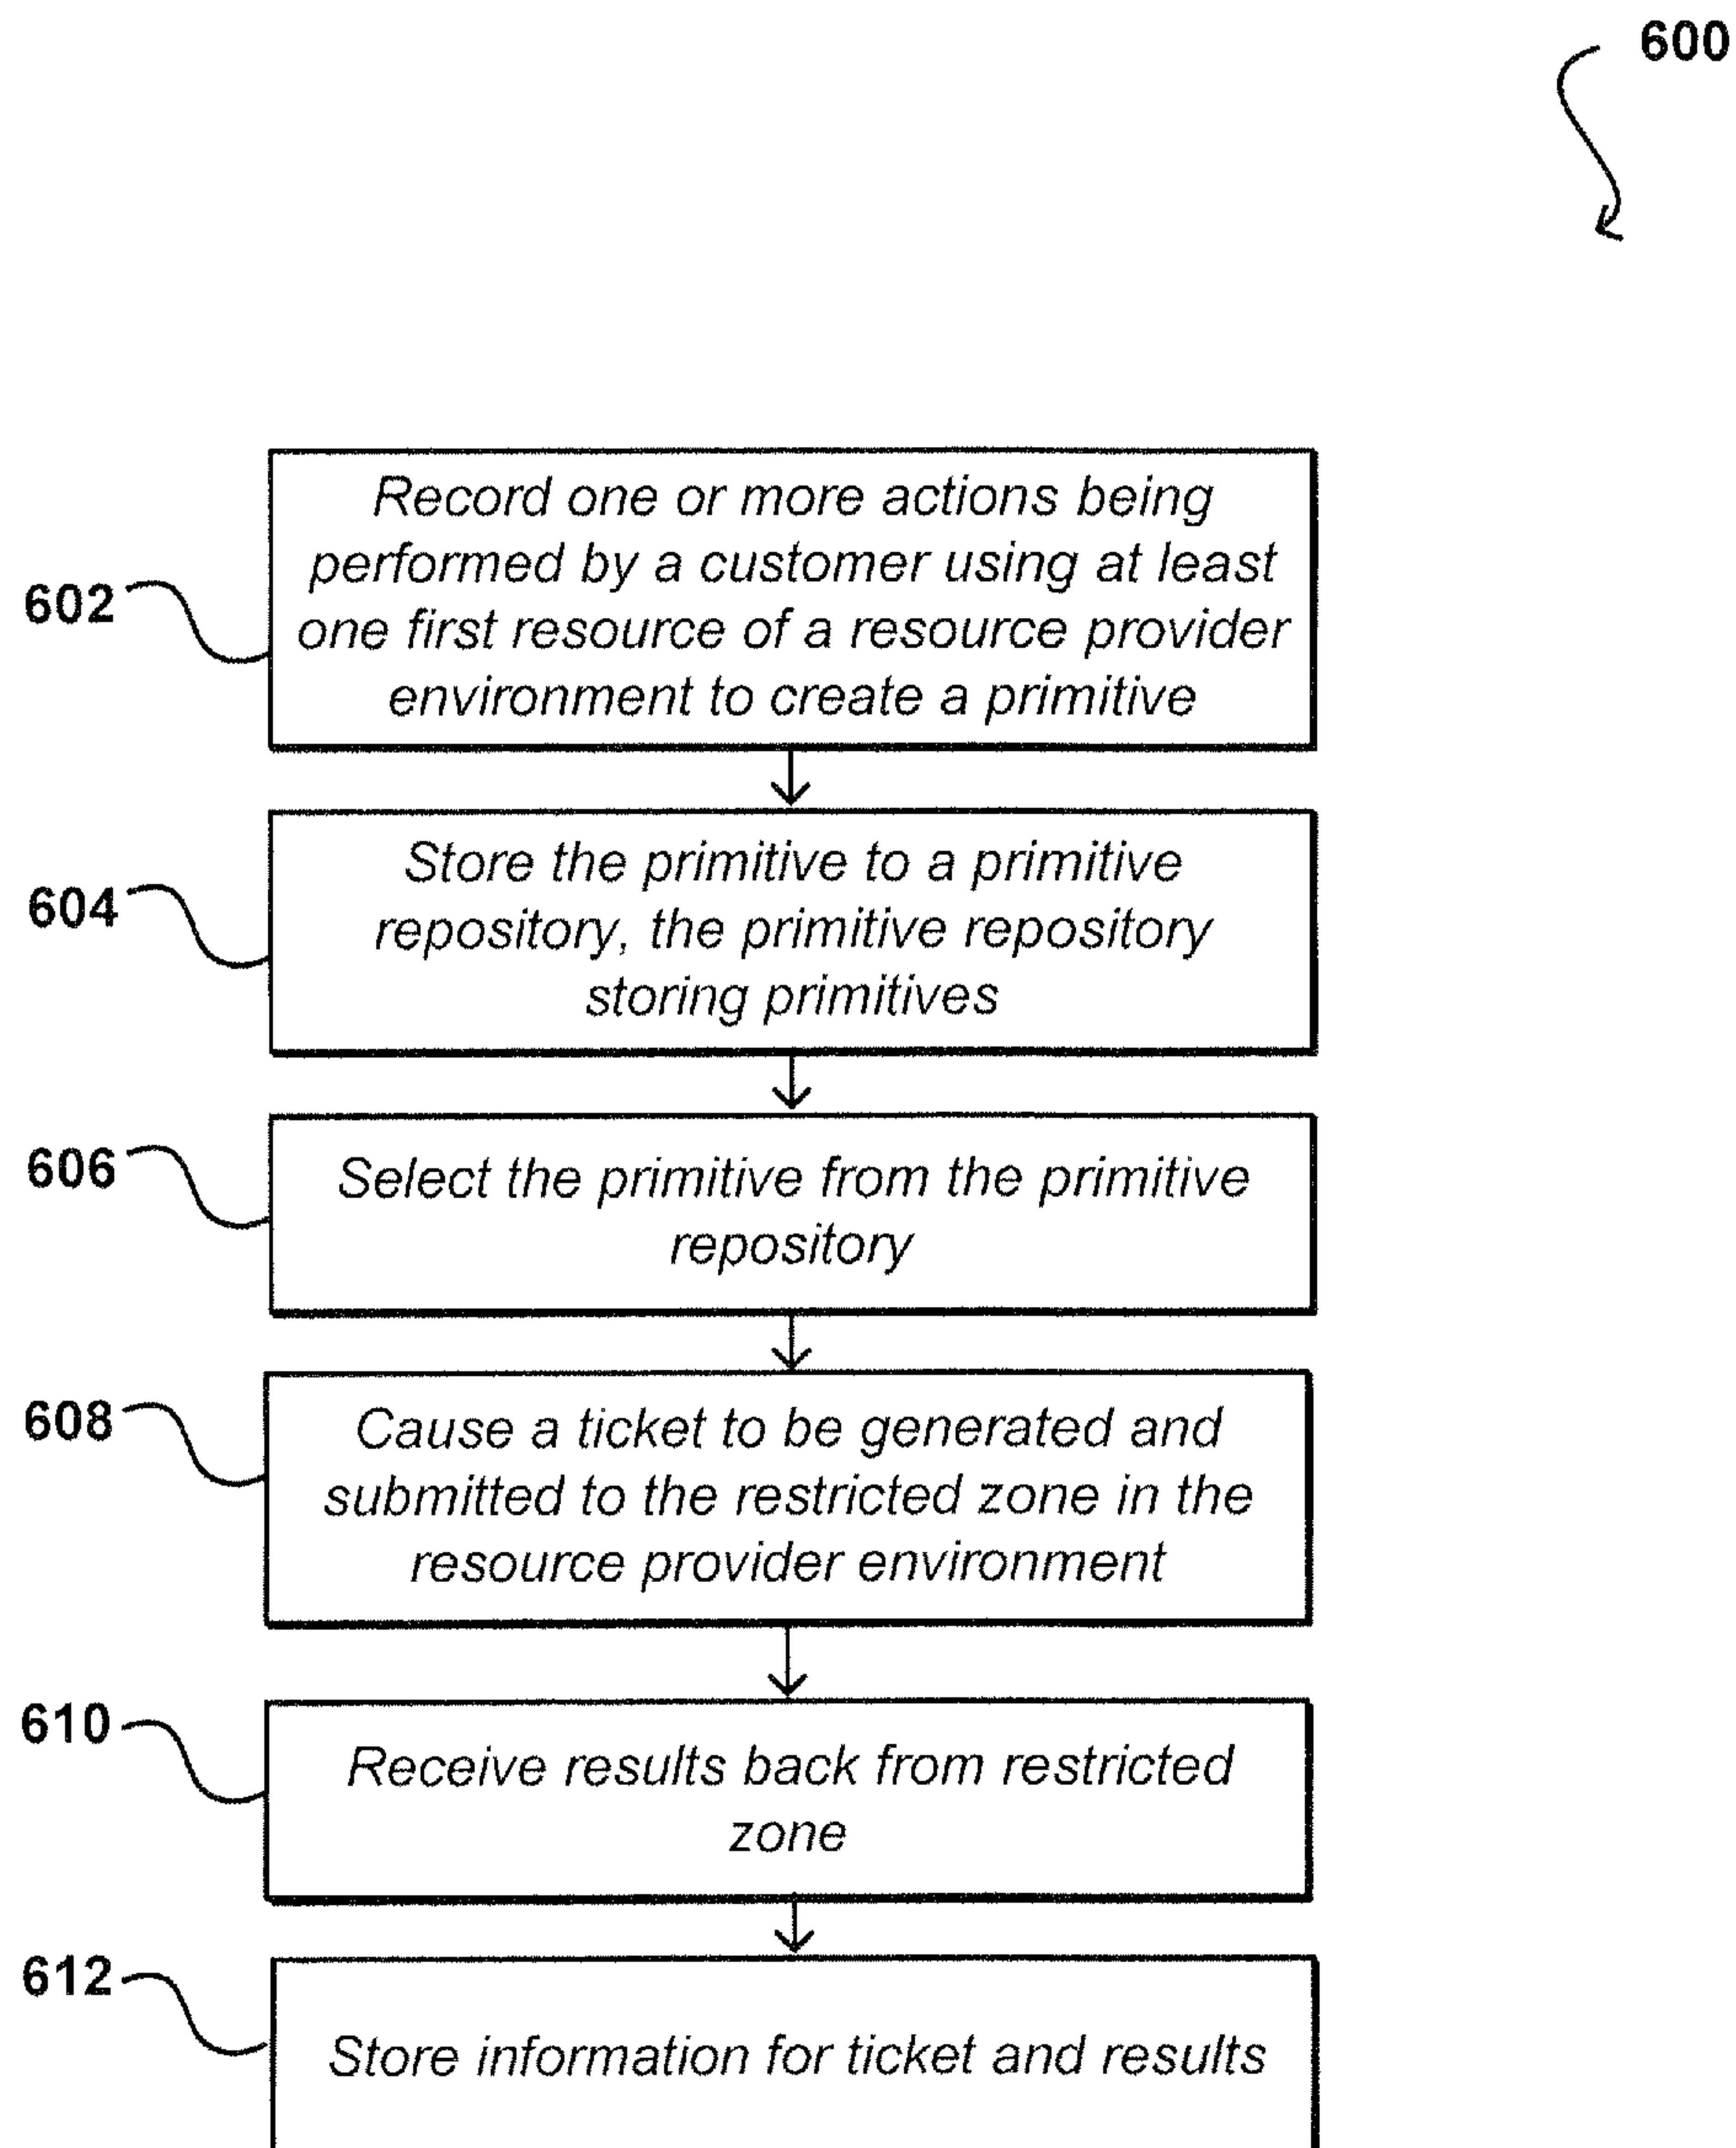 600
602
Record one or more actions being
performed by a customer using at least
one first resource of a resource provider
environment to create a primitive
604
Store the primitive to a primitive
repository, the primitive repository
storing primitives
606
Select the primitive from the primitive
repository
608
Cause a ticket to be generated and
submitted to the restricted zone in the
resource provider environment
610
Receive results back from restricted
zone
612
Store information for ticket and results